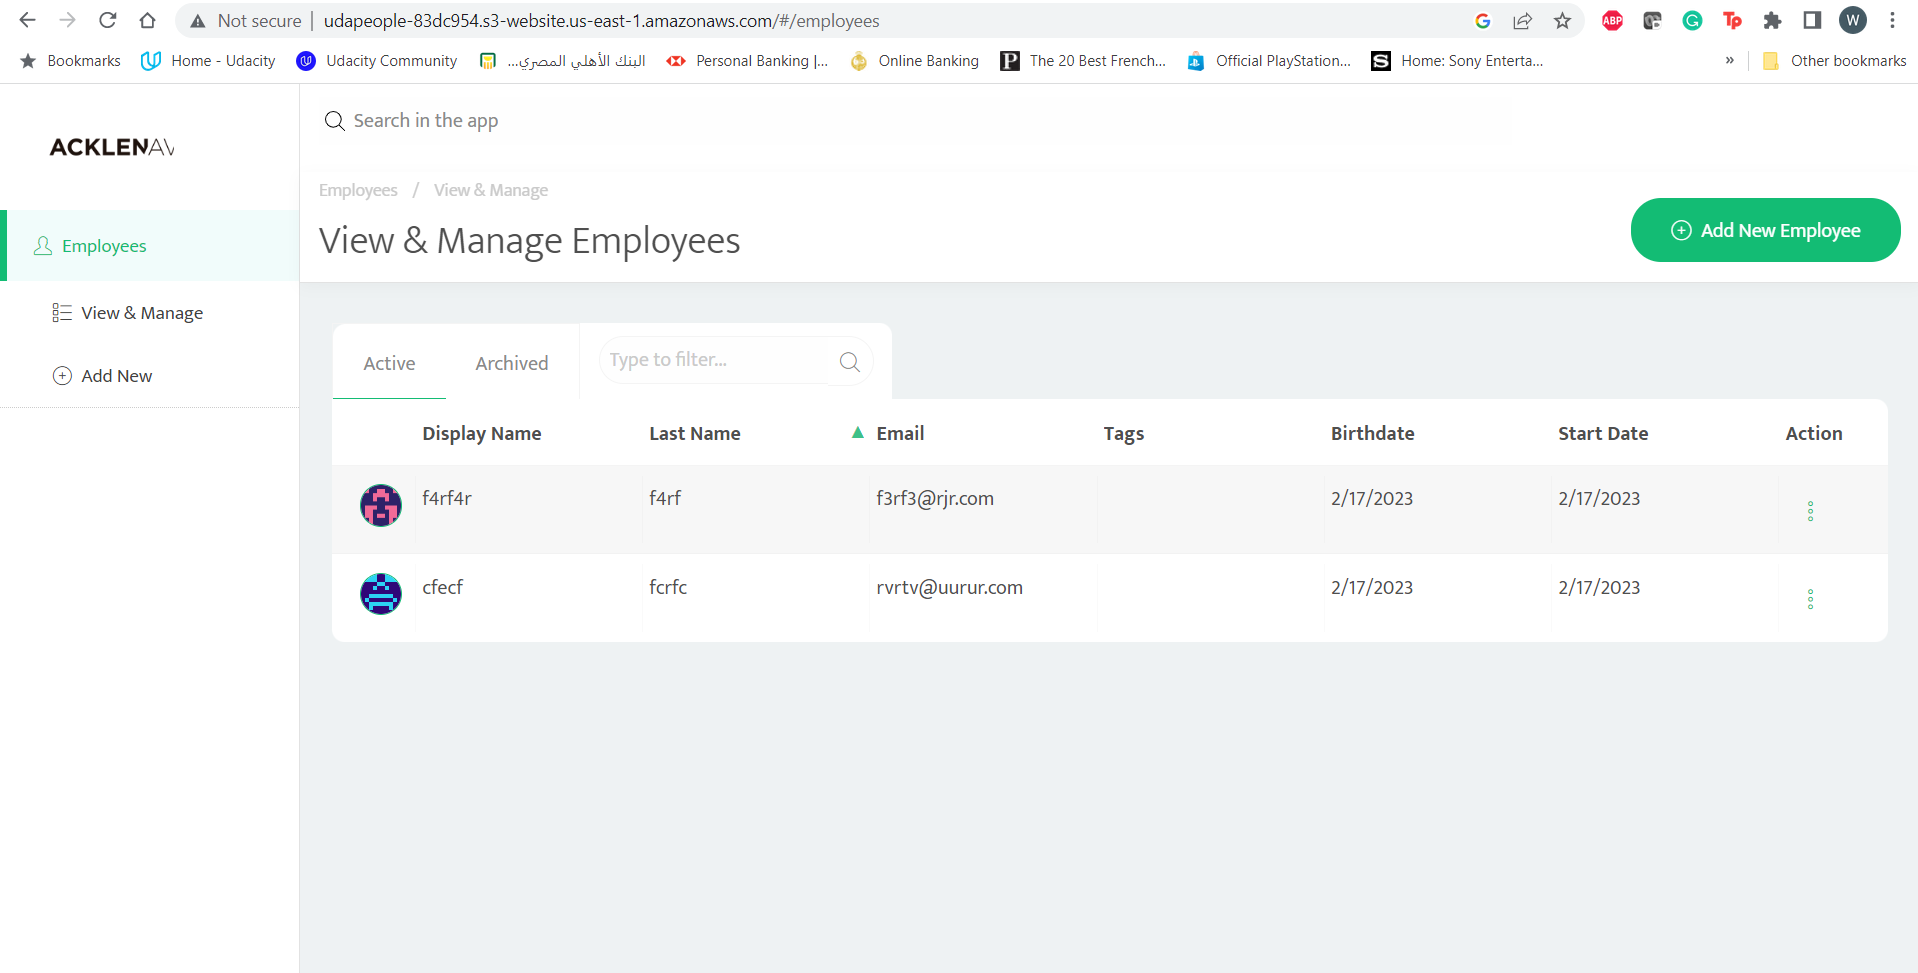 Not secure | udapeople-83dc954.s3-website.us-east-1.amazonaws.com/#/employees
ABP
W
Bookmarks Home - Udacity Udacity Community البنك الأهلي المصري... Personal Banking |... Online Banking The 20 Best French... Official PlayStation... Home: Sony Enterta... » Other bookmarks
ACKLENAV
Search in the app
Employees / View & Manage
View & Manage Employees
Add New Employee
Employees
View & Manage
Add New
Active Archived Type to filter...
Display Name Last Name Email Tags Birthdate Start Date Action
f4rf4r f4rf f3rf3@rjr.com 2/17/2023 2/17/2023
cfecf fcrfc rvrtv@uurur.com 2/17/2023 2/17/2023